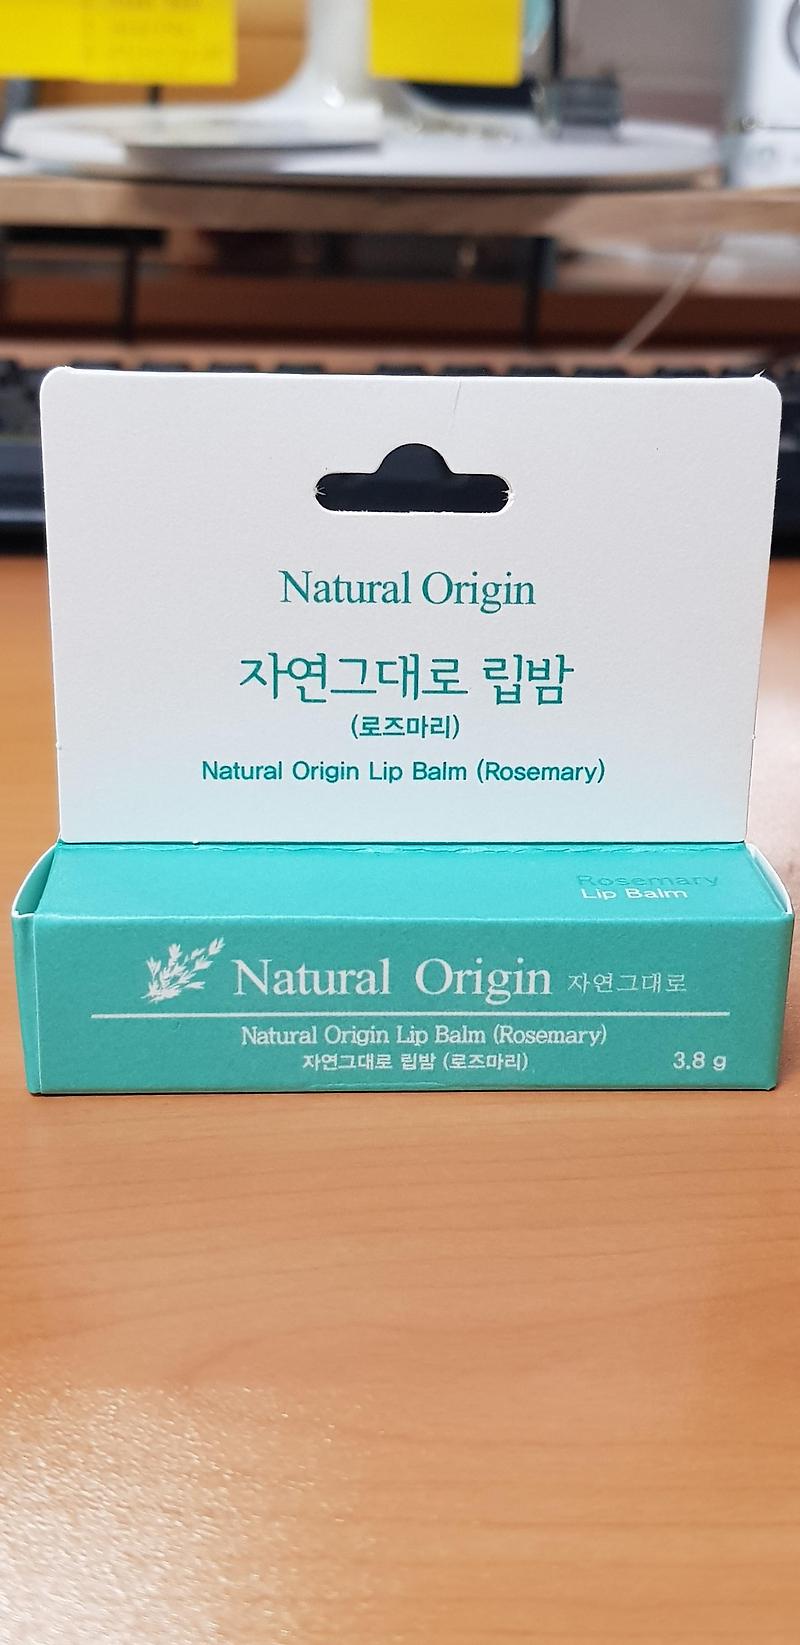 Natural Origin
자연그대로 립밤
(로즈마리)
Natural Origin Lip Balm (Rosemary)
Rosemary
Lip Balm
Natural Origin 자연그대로
Natural Origin Lip Balm (Rosemary)
자연그대로 립밤 (로즈마리)
3.8 g